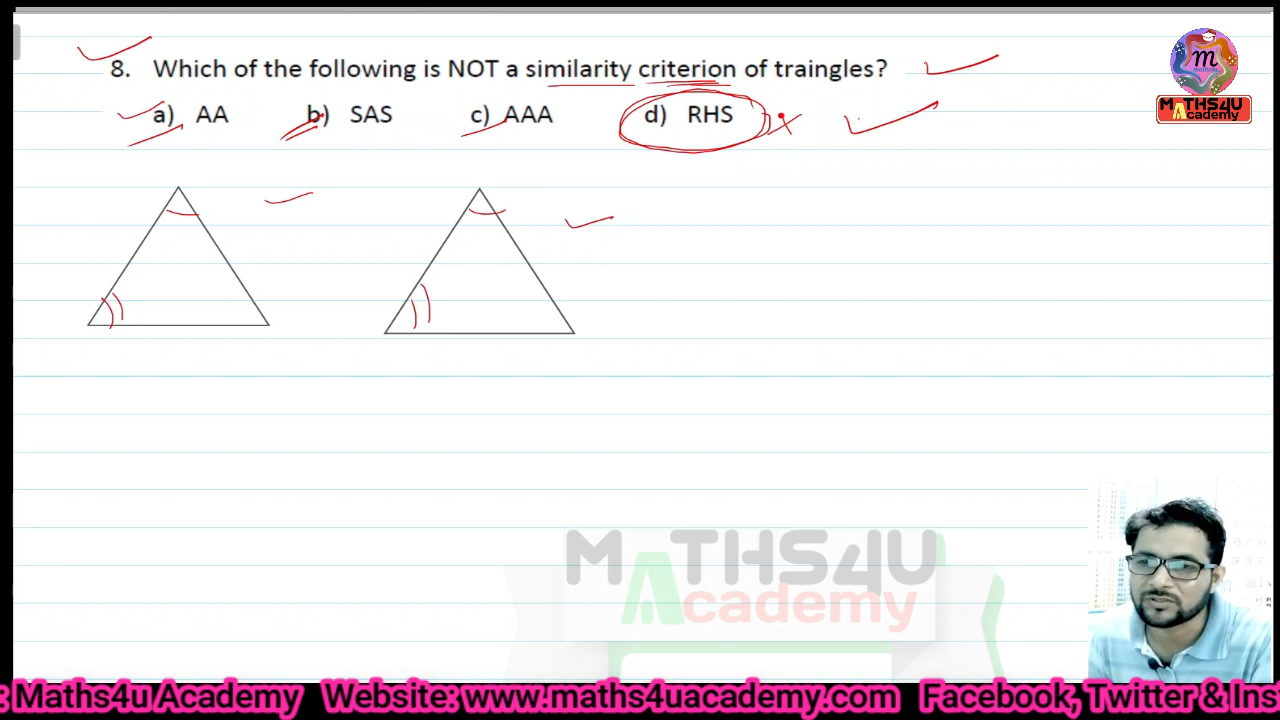 8. Which of the following is NOT a similarity criterion of traingles?
a) AA b) SAS c) AAA d) RHS
m
MATHS4U
Academy
MATHS4U
Academy
: Maths4u Academy Website: www.maths4uacademy.com Facebook, Twitter & Ins